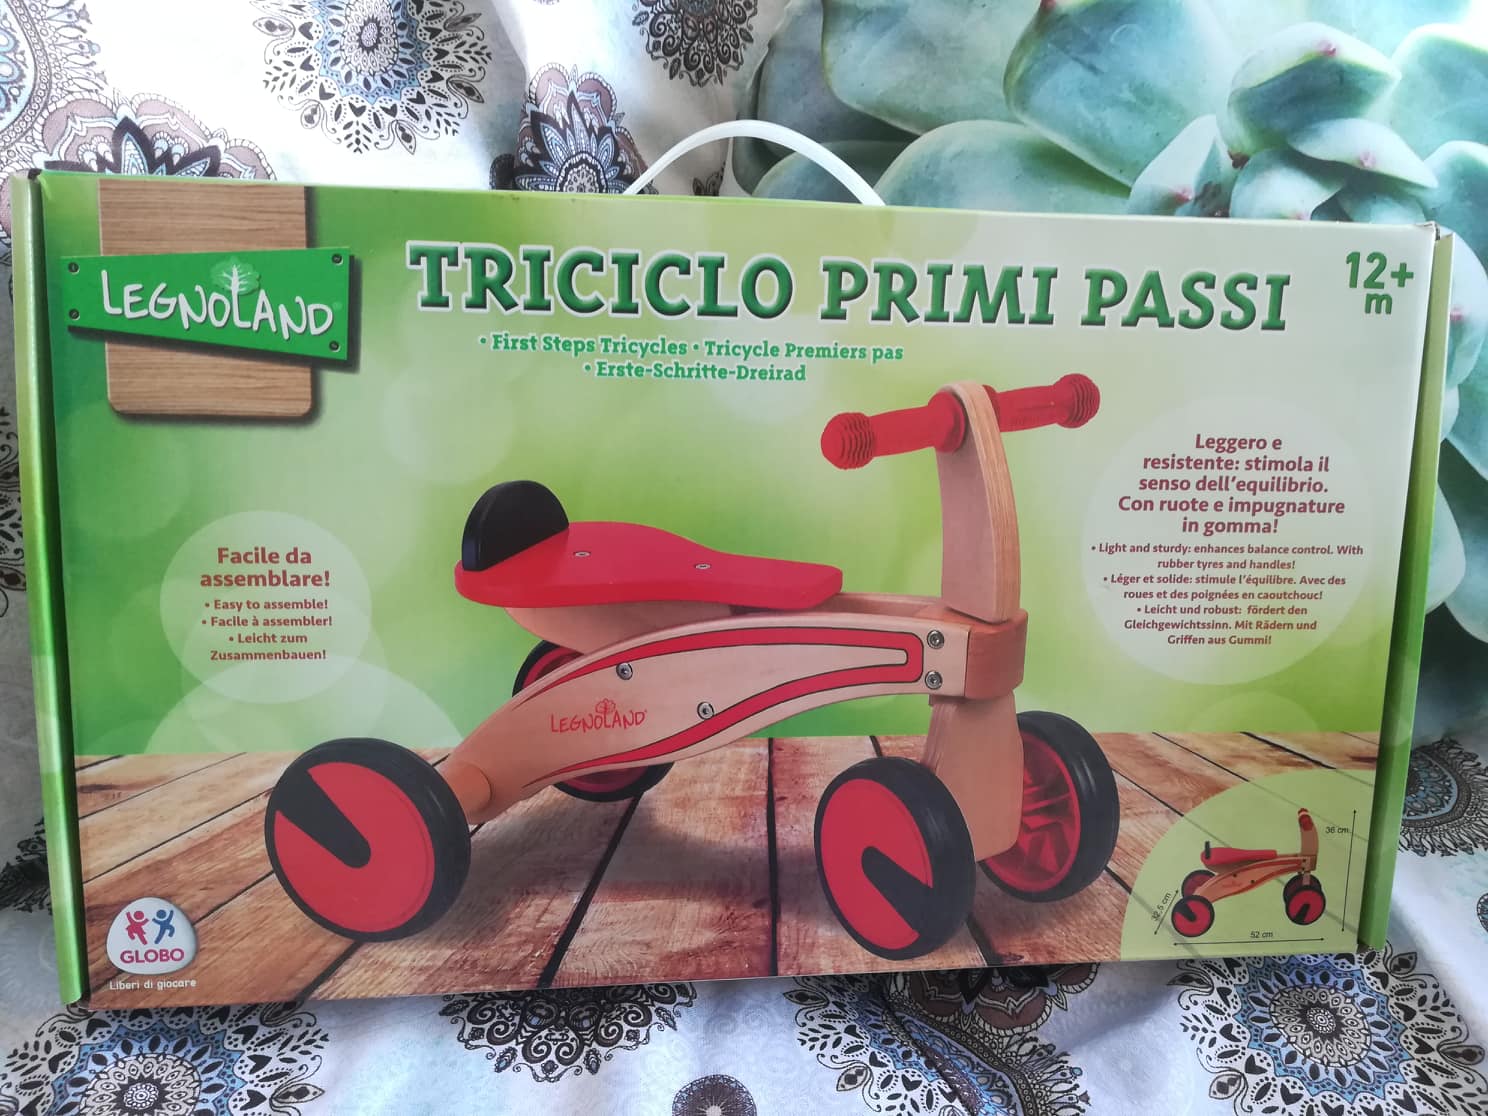 LEGNOLAND
TRICICLO PRIMI PASSI
• First Steps Tricycles • Tricycle Premiers pas
• Erste-Schritte-Dreirad
12+
m
Leggero e
resistente: stimola il
senso dell'equilibrio.
Con ruote e impugnature
in gomma!
• Light and sturdy: enhances balance control. With
rubber tyres and handles!
• Léger et solide: stimule l'équilibre. Avec des
roues et des poignées en caoutchouc!
• Leicht und robust: fördert den
Gleichgewichtssinn. Mit Rädern und
Griffen aus Gummi!
Facile da
assemblare!
• Easy to assemble!
• Facile à assembler!
• Leicht zum
Zusammenbauen!
LEGNOLAND
36 cm
32,5 cm
52 cm
GLOBO
Liberi di giocare